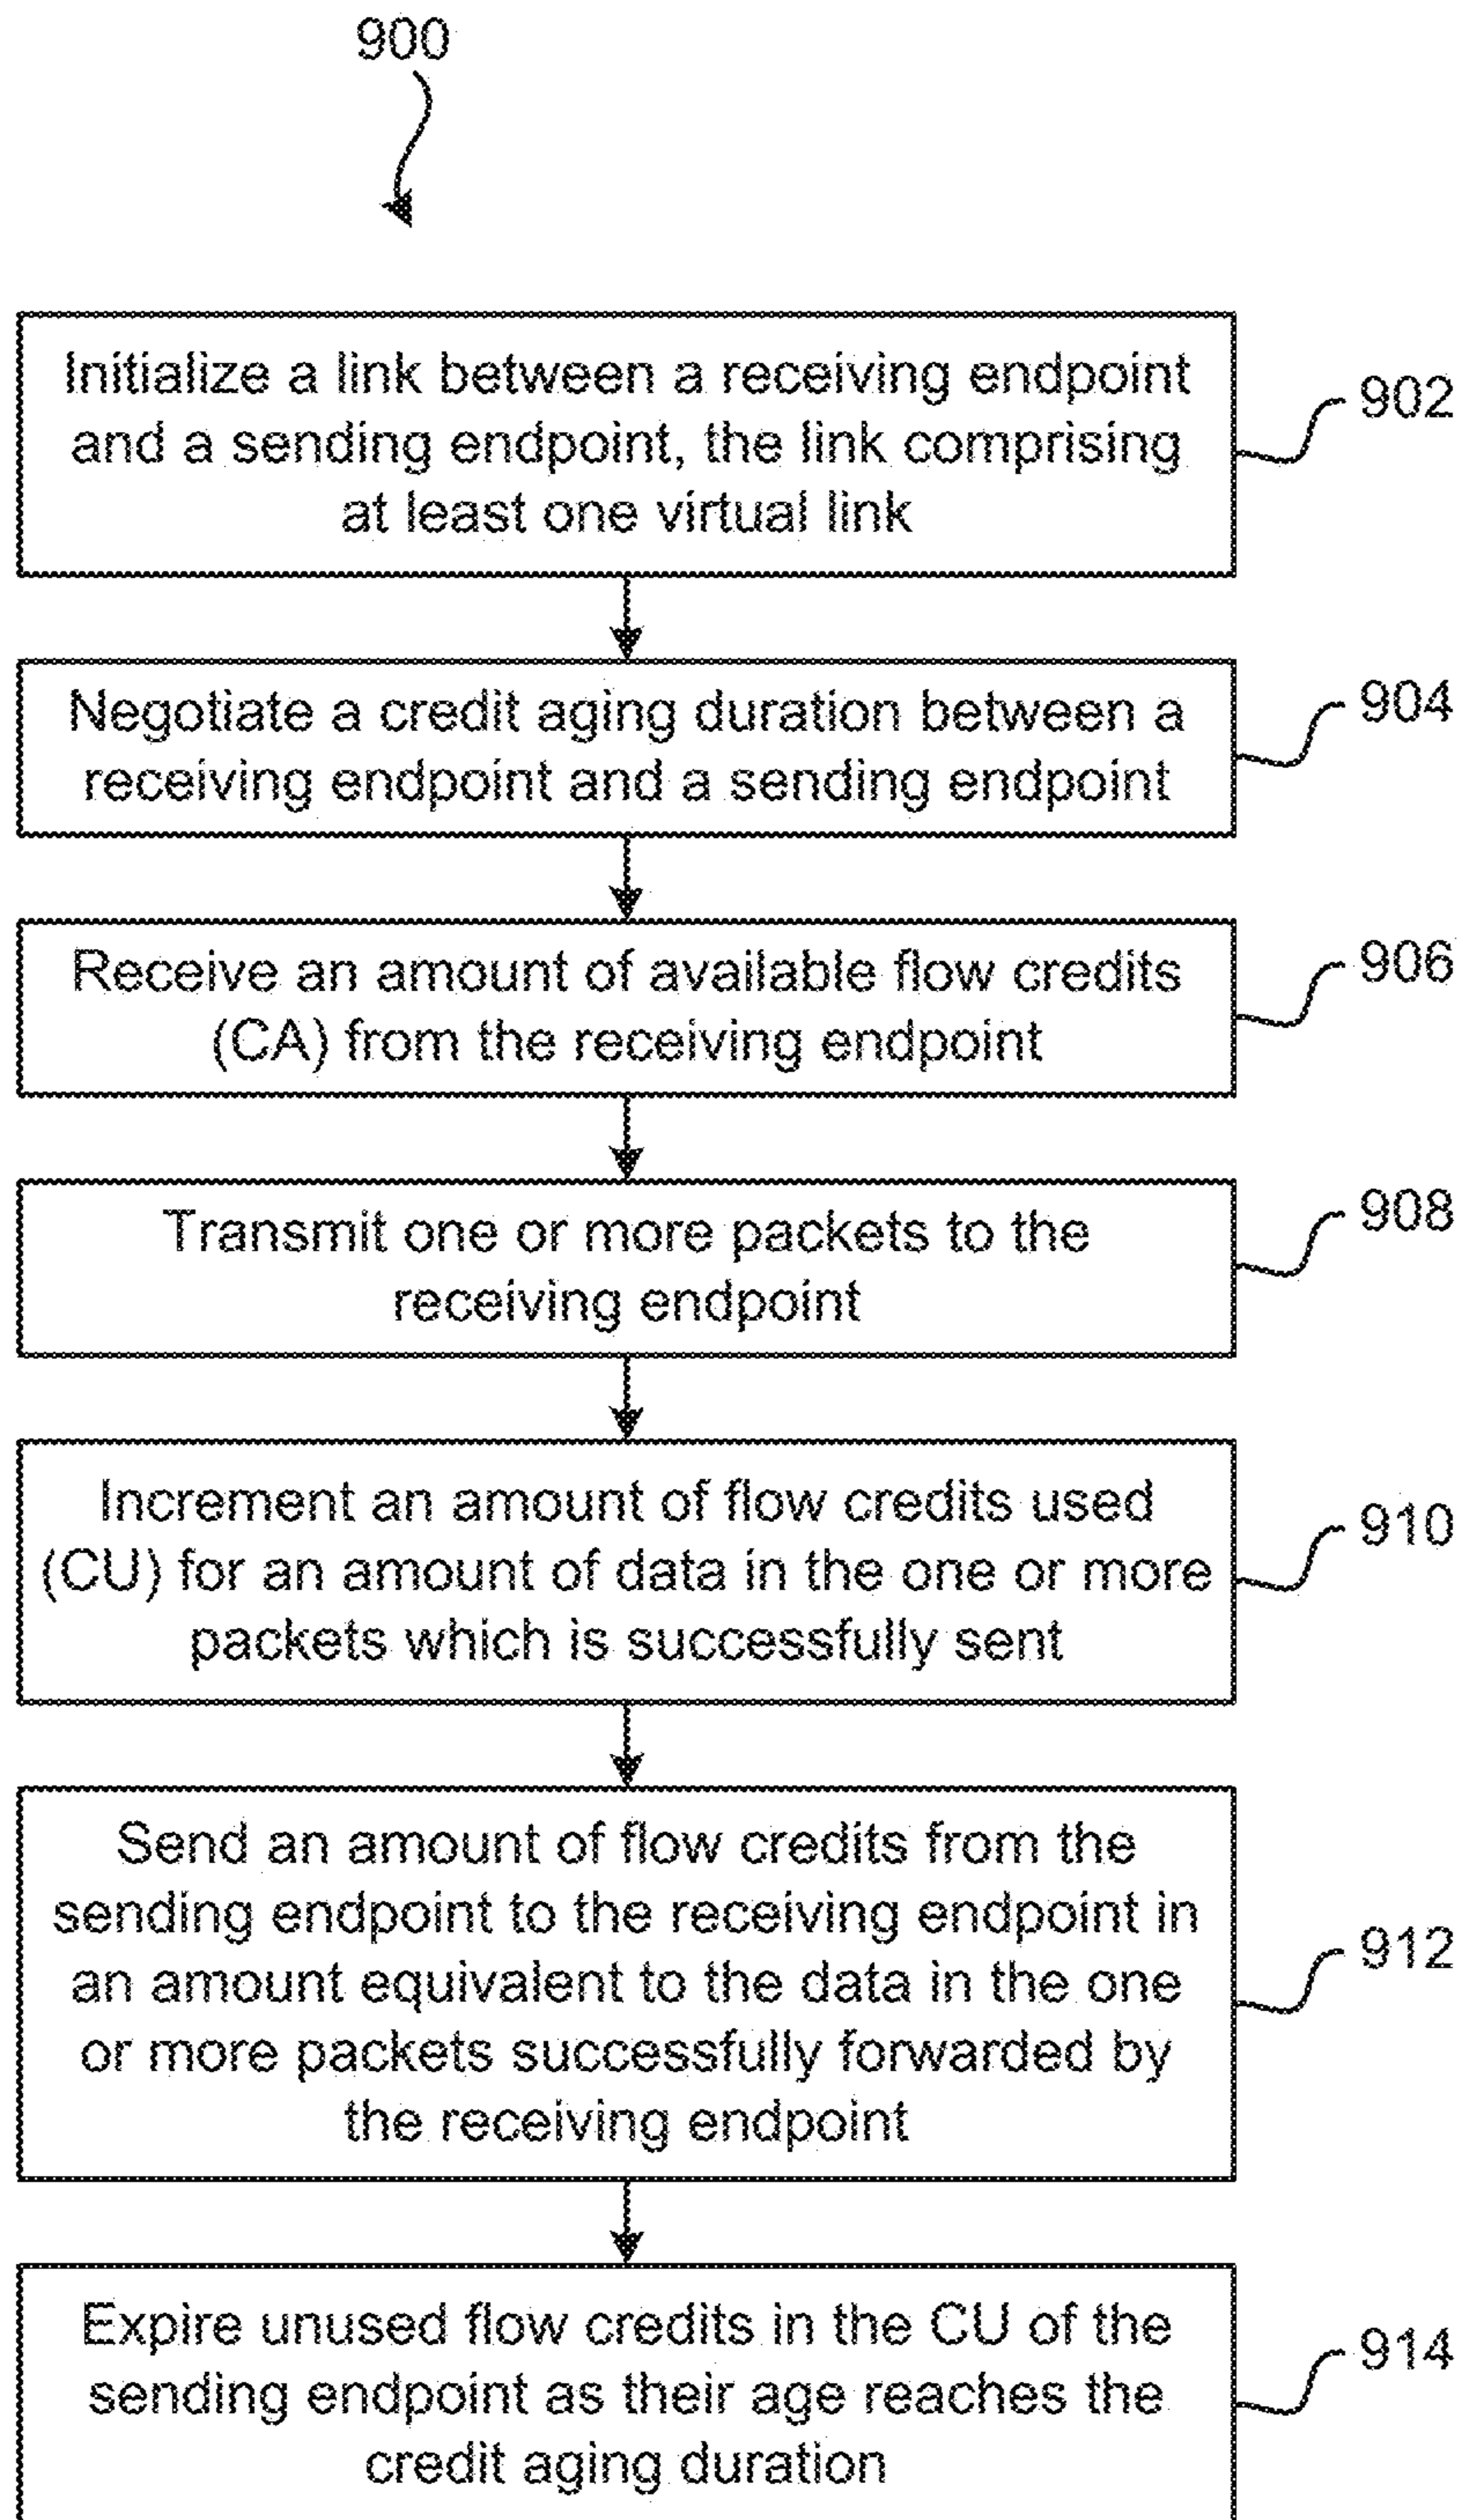 900
Initialize a link between a receiving endpoint
and a sending endpoint, the link comprising
at least one virtual link
902
Negotiate a credit aging duration between a
receiving endpoint and a sending endpoint
904
Receive an amount of available flow credits
(CA) from the receiving endpoint
906
Transmit one or more packets to the
receiving endpoint
908
Increment an amount of flow credits used
(CU) for an amount of data in the one or more
packets which is successfully sent
910
Send an amount of flow credits from the
sending endpoint to the receiving endpoint in
an amount equivalent to the data in the one
or more packets successfully forwarded by
the receiving endpoint
912
Expire unused flow credits in the CU of the
sending endpoint as their age reaches the
credit aging duration
914